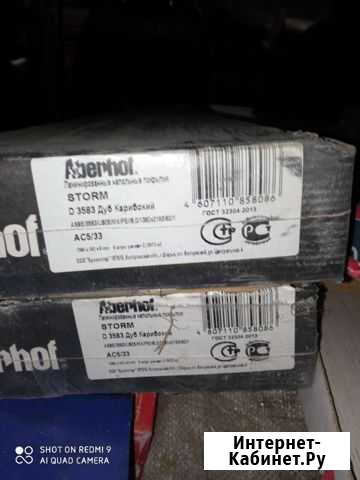 Aberhof.
Ламинированные напольные покрытия
STORM
D 3583 Дуб Карибский
AC5/33
4 607110 858086
ГОСТ 32304-2013
rhof
Aberhof.
Ламинированные напольные покрытия
STORM
D 3583 Дуб Карибский
AC5/33
4 607110 858086
ГОСТ 32304-2013
rhof
SHOT ON REDMI 9
AI QUAD CAMERA
Интернет-
Кабинет.Ру